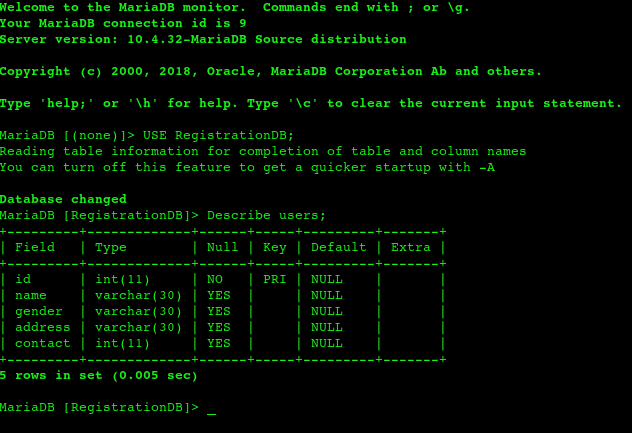 Welcome to the MariaDB monitor.  Commands end with ; or \g.
Your MariaDB connection id is 9
Server version: 10.4.32-MariaDB Source distribution

Copyright (c) 2000, 2018, Oracle, MariaDB Corporation Ab and others.

Type 'help;' or '\h' for help. Type '\c' to clear the current input statement.

MariaDB [(none)]> USE RegistrationDB;
Reading table information for completion of table and column names
You can turn off this feature to get a quicker startup with -A

Database changed
MariaDB [RegistrationDB]> Describe users;
+---------+-------------+------+-----+---------+-------+
| Field   | Type        | Null | Key | Default | Extra |
+---------+-------------+------+-----+---------+-------+
| id      | int(11)     | NO   | PRI | NULL    |       |
| name    | varchar(30) | YES  |     | NULL    |       |
| gender  | varchar(30) | YES  |     | NULL    |       |
| address | varchar(30) | YES  |     | NULL    |       |
| contact | int(11)     | YES  |     | NULL    |       |
+---------+-------------+------+-----+---------+-------+
5 rows in set (0.005 sec)

MariaDB [RegistrationDB]> _